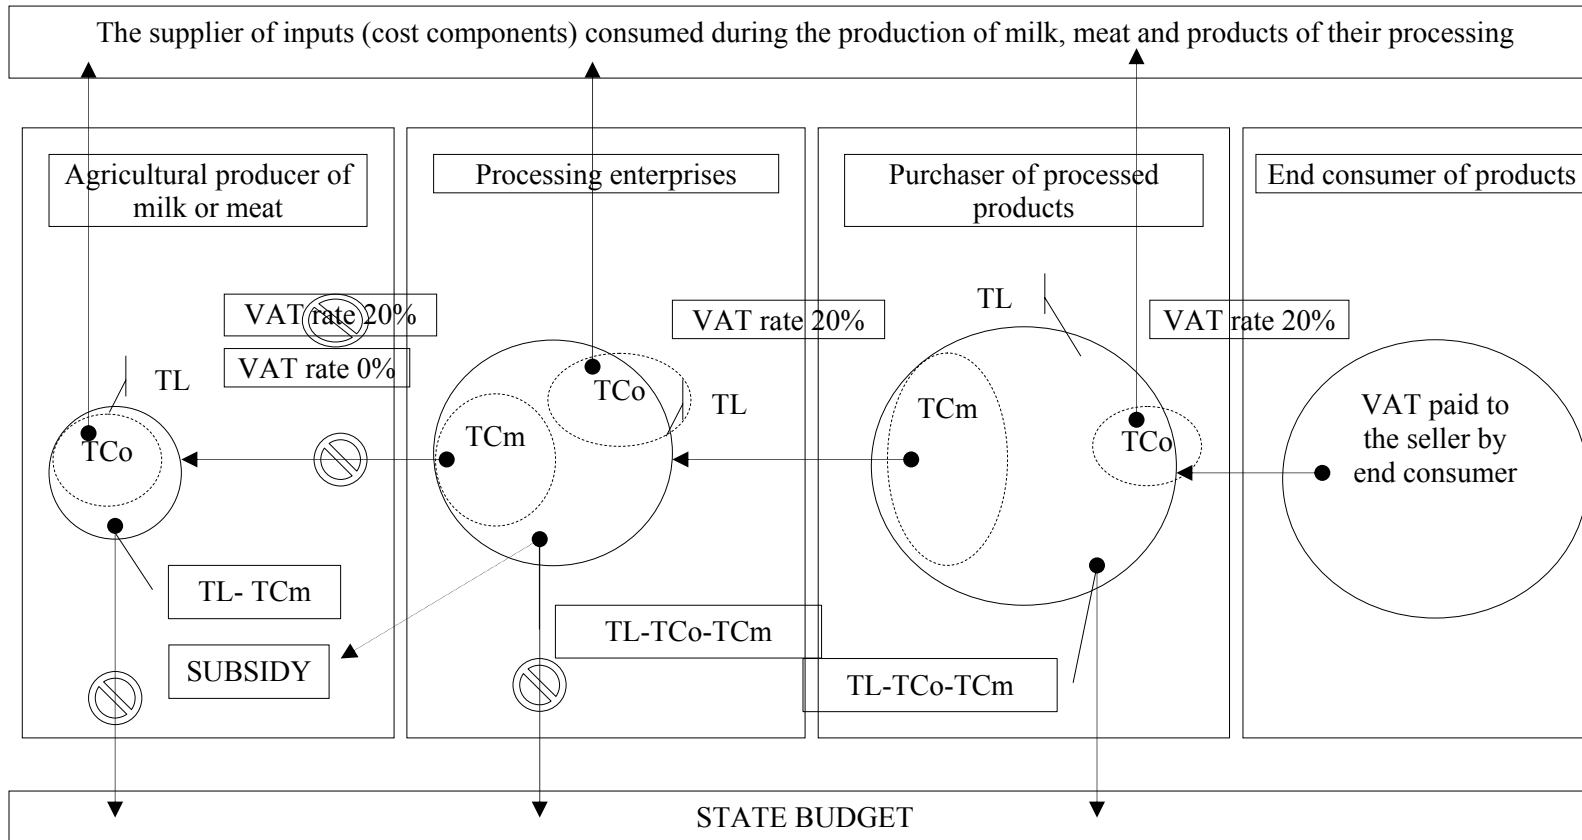 The supplier of inputs (cost components) consumed during the production of milk, meat and products of their processing
Agricultural producer of
milk or meat
Processing enterprises
Purchaser of processed
products
End consumer of products
VAT rate 20%
VAT rate 0%
VAT rate 20%
VAT rate 20%
TL
TCo
TCm
TCo
TL
TL
TCm
TCo
VAT paid to
the seller by
end consumer
TL- TCm
SUBSIDY
TL-TCo-TCm
TL-TCo-TCm
STATE BUDGET